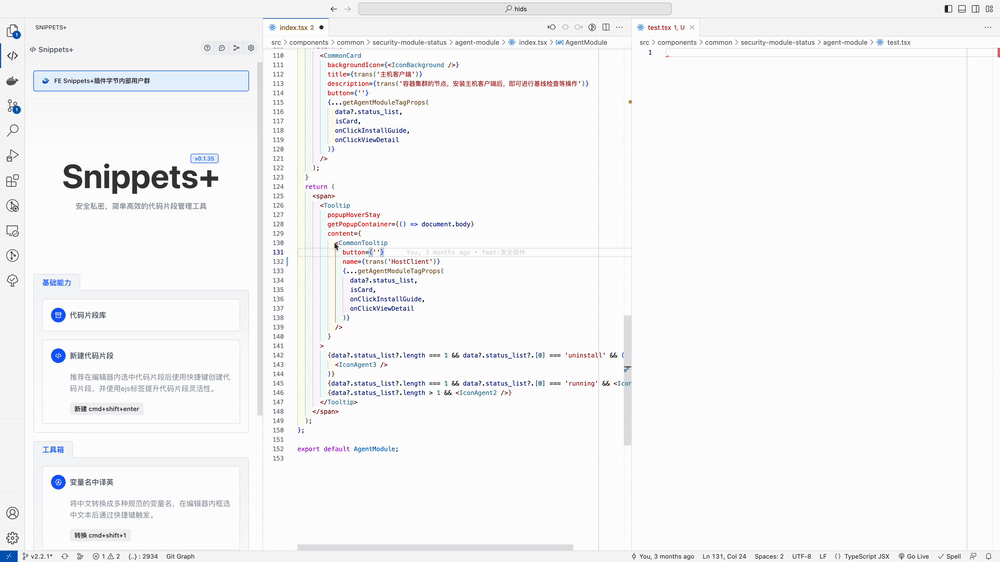 hids
SNIPPETS+
Snippets+
FE Snippets+插件字节内部用户群
v0.1.35
Snippets+
安全私密，简单高效的代码片段管理工具
基础能力
代码片段库
新建代码片段
推荐在编辑器内选中代码片段后使用快捷键创建代码片段，并使用ejs标签提升代码片段灵活性。
新建 cmd+shift+enter
工具箱
变量名中译英
将中文转换成多种规范的变量名，在编辑器内框选中文本后通过快捷键触发。
转换 cmd+shift+1
index.tsx 2
src > components > common > security-module-status > agent-module > index.tsx > AgentModule
110 <CommonCard
111 backgroundIcon={<IconBackground />}
112 title={trans('主机客户端')}
113 description={trans('容器集群的节点，安装主机客户端后，即可进行基线检查等操作')}
114 button={''}
115 {...getAgentModuleTagProps(
116 data?.status_list,
117 isCard,
118 onClickInstallGuide,
119 onClickViewDetail
120 )}
121 />
122 );
123 }
124 return (
125 <span>
126 <Tooltip
127 popupHoverStay
128 getPopupContainer={() => document.body}
129 content={
130 <CommonTooltip
131 button={''} You, 3 months ago • feat:安全组件
132 name={trans('HostClient')}
133 {...getAgentModuleTagProps(
134 data?.status_list,
135 isCard,
136 onClickInstallGuide,
137 onClickViewDetail
138 )}
139 />
140 }
141 >
142 {data?.status_list?.length === 1 && data?.status_list?.[0] === 'uninstall' && (
143 <IconAgent3 />
144 )}
145 {data?.status_list?.length === 1 && data?.status_list?.[0] === 'running' && <Icon
146 {data?.status_list?.length > 1 && <IconAgent2 />}
147 </Tooltip>
148 </span>
149 );
150 };
151
152 export default AgentModule;
153
test.tsx 1, U
src > components > common > security-module-status > agent-module > test.tsx
1
v2.2.1*
1 2
{..} : 2934
Git Graph
You, 3 months ago
Ln 131, Col 24
Spaces: 2
UTF-8
LF
{ } TypeScript JSX
Go Live
Spell